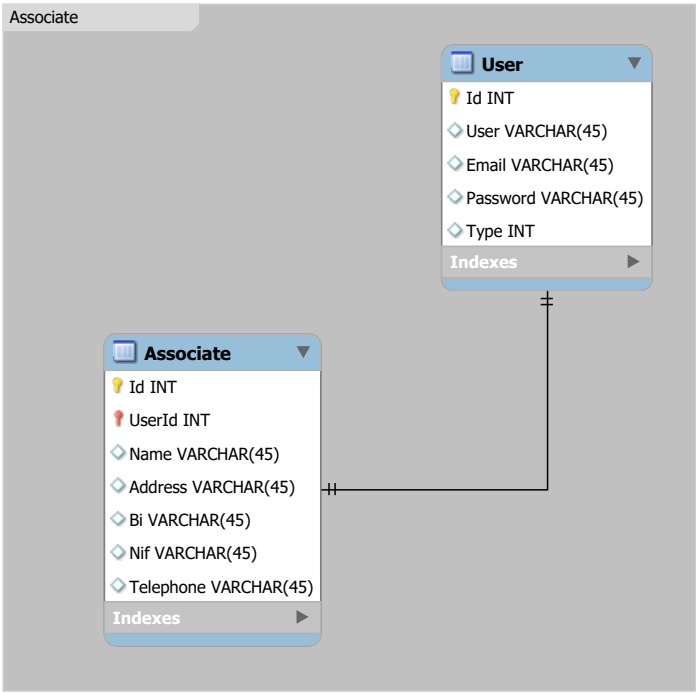 Associate
User
Id INT
User VARCHAR(45)
Email VARCHAR(45)
Password VARCHAR(45)
Type INT
Indexes
Associate
Id INT
UserId INT
Name VARCHAR(45)
Address VARCHAR(45)
Bi VARCHAR(45)
Nif VARCHAR(45)
Telephone VARCHAR(45)
Indexes